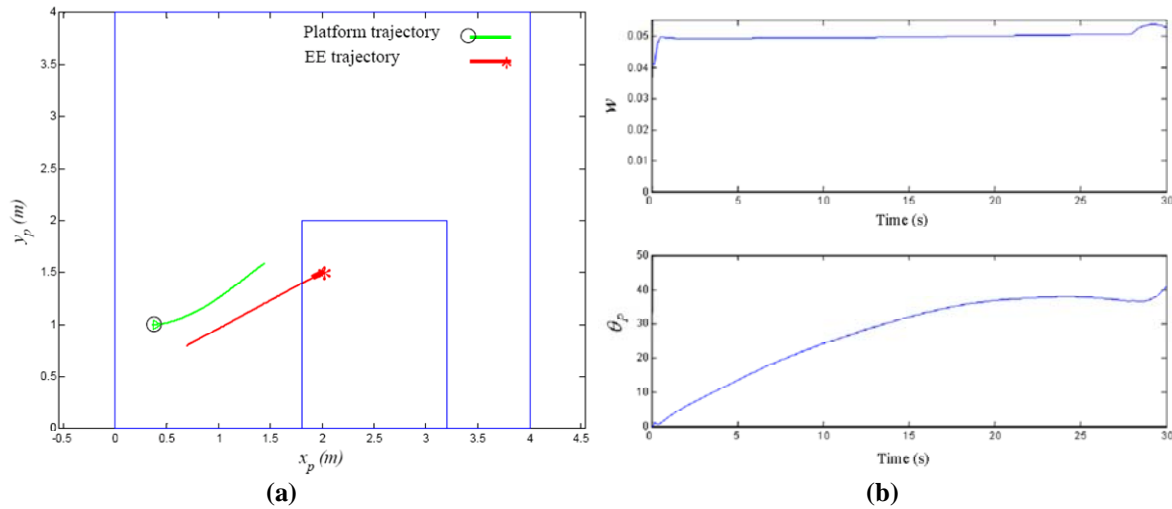 Platform trajectory
EE trajectory
4
3.5
3
2.5
2
1.5
1
0.5
0
y_p (m)
-0.5 0 0.5 1 1.5 2 2.5 3 3.5 4 4.5
x_p (m)
(a)
0.05
0.04
0.03
0.02
0.01
0
w
0 5 10 15 20 25 30
Time (s)
50
40
30
20
10
0
θ_p
0 5 10 15 20 25 30
Time (s)
(b)